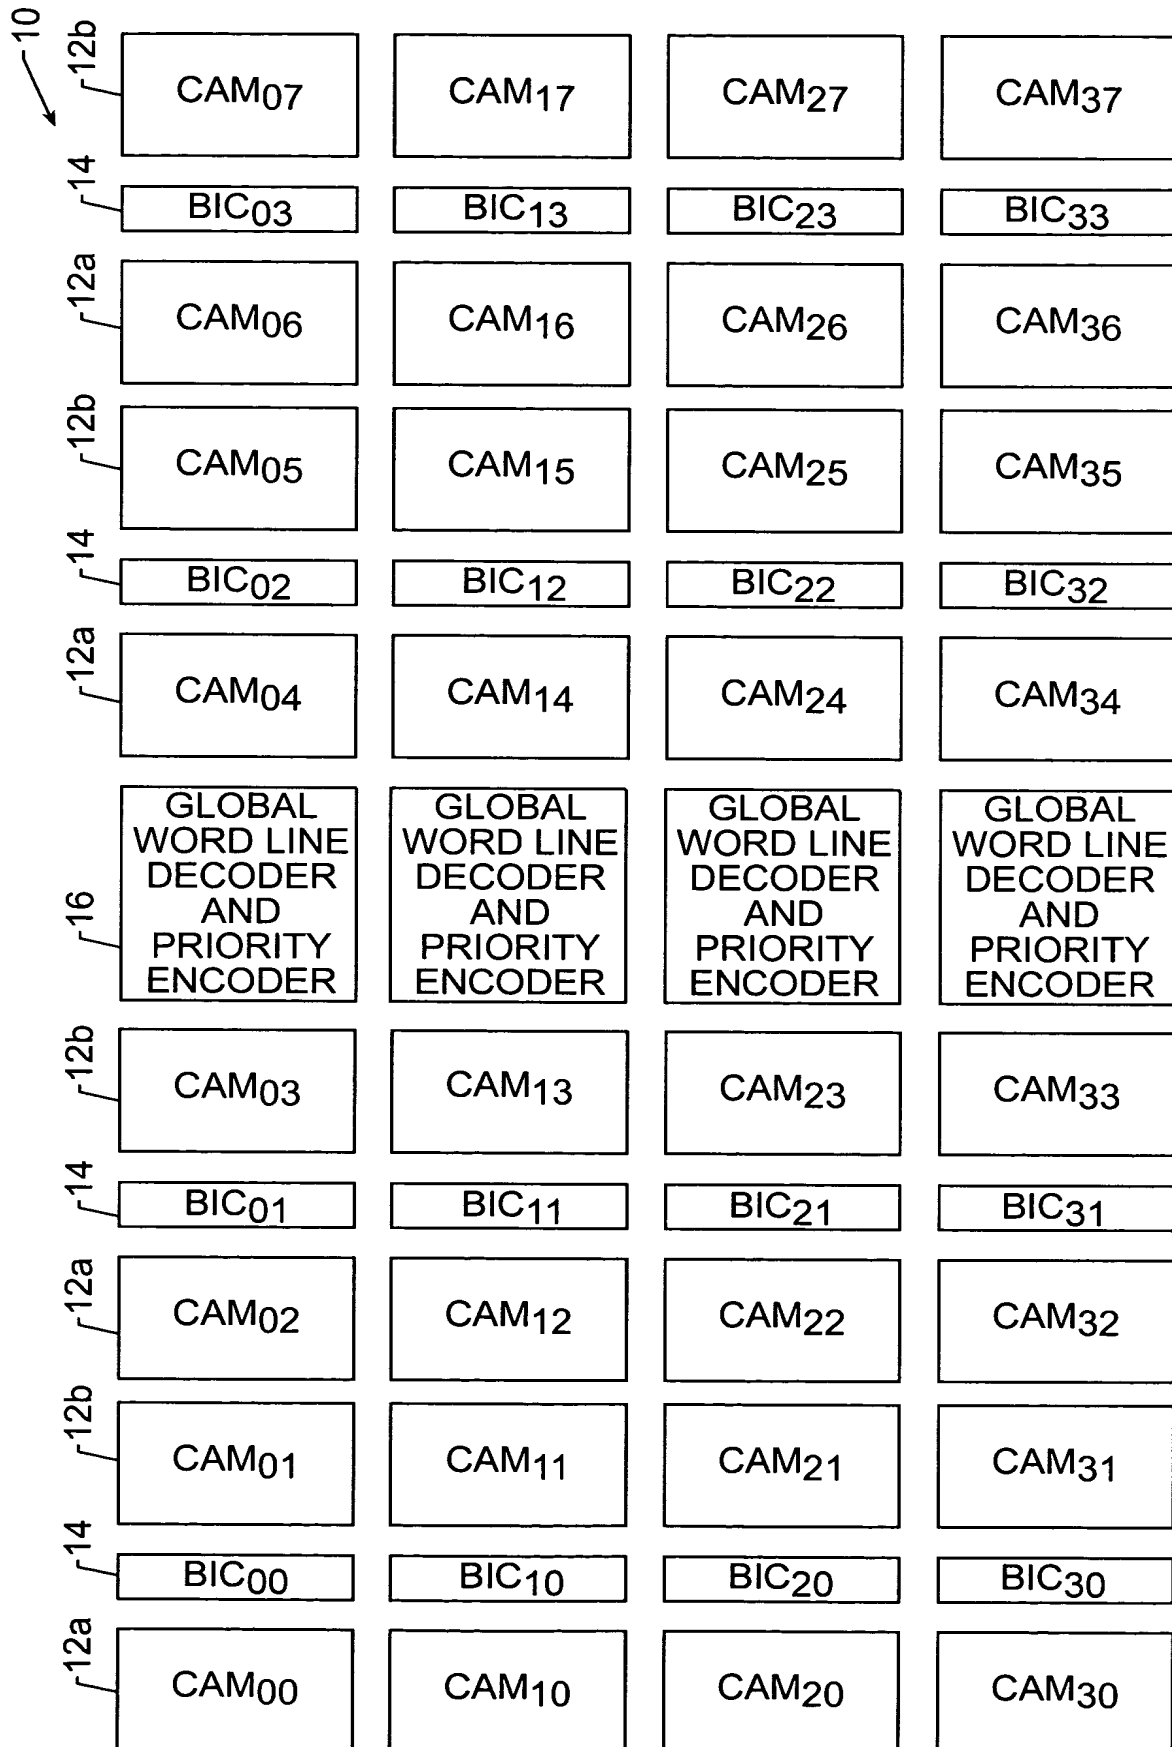 10
12b CAM07 CAM17 CAM27 CAM37
14 BIC03 BIC13 BIC23 BIC33
12a CAM06 CAM16 CAM26 CAM36
12b CAM05 CAM15 CAM25 CAM35
14 BIC02 BIC12 BIC22 BIC32
12a CAM04 CAM14 CAM24 CAM34
16
GLOBAL
WORD LINE
DECODER
AND
PRIORITY
ENCODER
GLOBAL
WORD LINE
DECODER
AND
PRIORITY
ENCODER
GLOBAL
WORD LINE
DECODER
AND
PRIORITY
ENCODER
GLOBAL
WORD LINE
DECODER
AND
PRIORITY
ENCODER
12b CAM03 CAM13 CAM23 CAM33
14 BIC01 BIC11 BIC21 BIC31
12a CAM02 CAM12 CAM22 CAM32
12b CAM01 CAM11 CAM21 CAM31
14 BIC00 BIC10 BIC20 BIC30
12a CAM00 CAM10 CAM20 CAM30